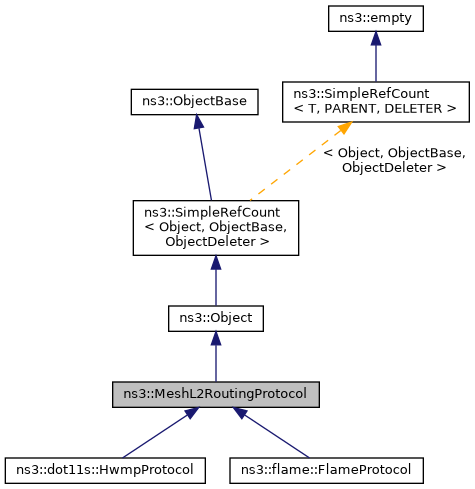 ns3::empty
ns3::SimpleRefCount
< T, PARENT, DELETER >
ns3::ObjectBase
< Object, ObjectBase,
ObjectDeleter >
ns3::SimpleRefCount
< Object, ObjectBase,
ObjectDeleter >
ns3::Object
ns3::MeshL2RoutingProtocol
ns3::dot11s::HwmpProtocol
ns3::flame::FlameProtocol